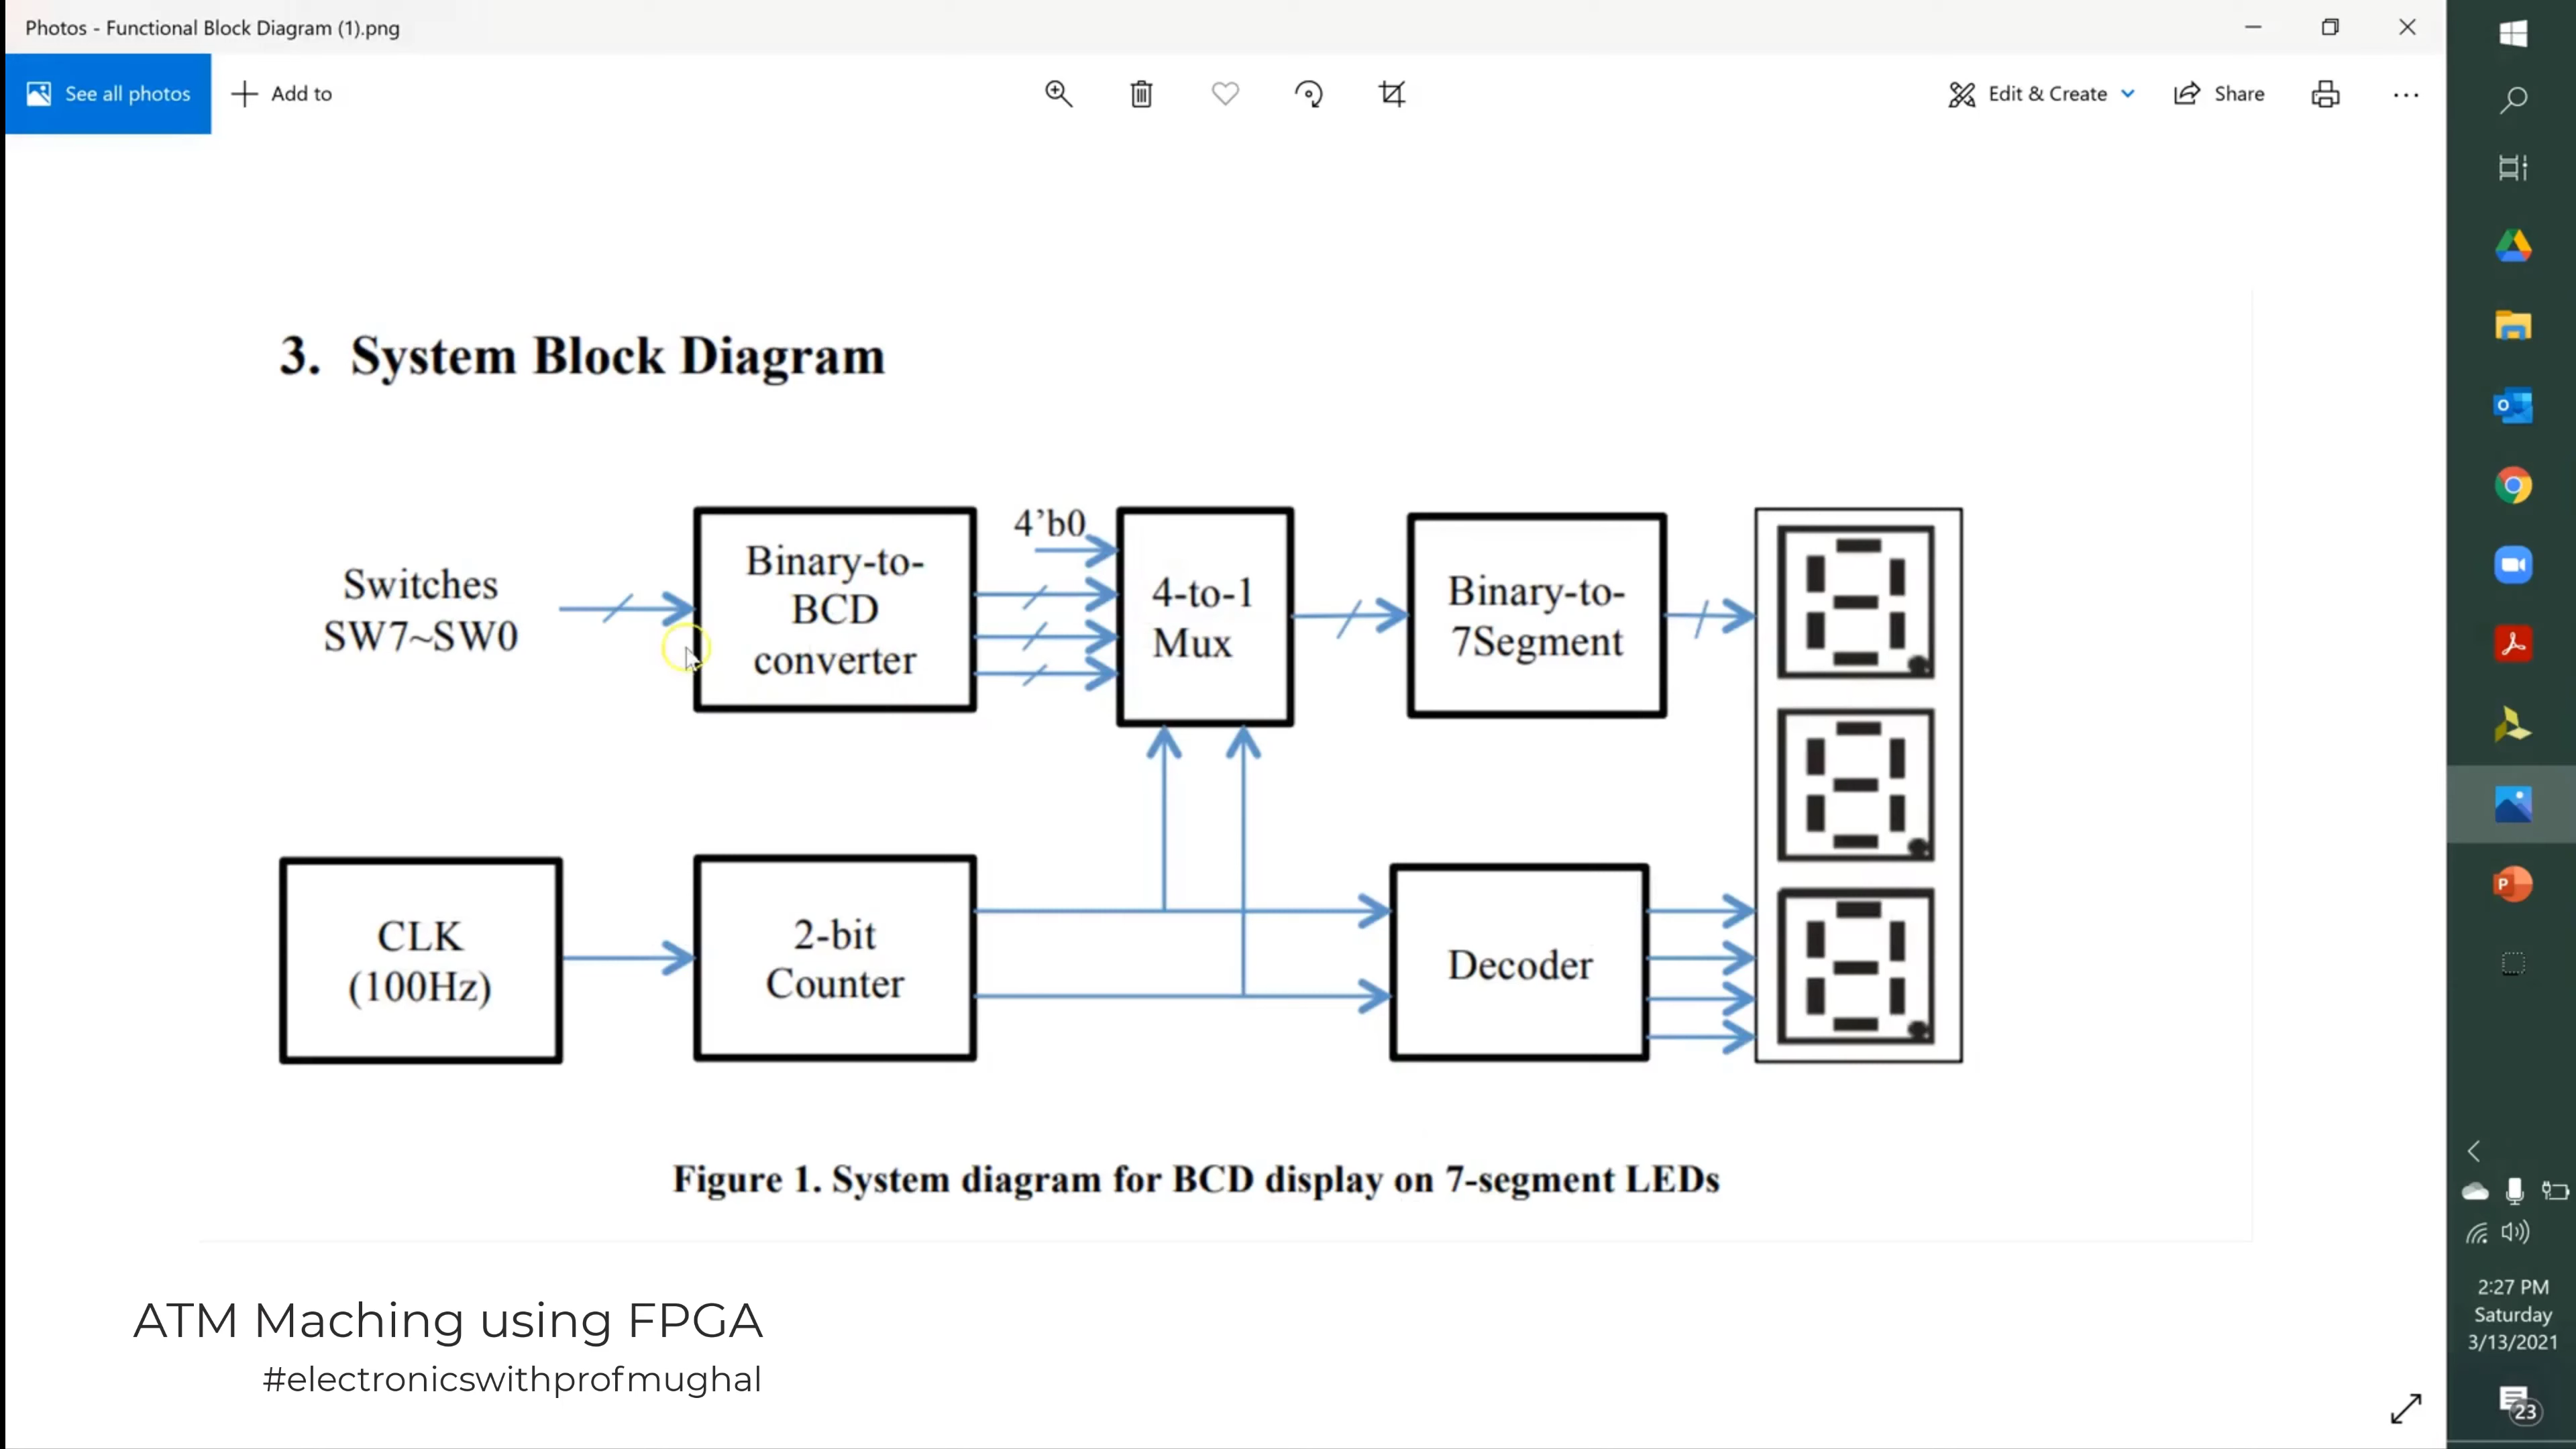 Photos - Functional Block Diagram (1).png
See all photos
Add to
Edit & Create
Share
3. System Block Diagram
Switches
SW7~SW0
Binary-to-
BCD
converter
4'b0
4-to-1
Mux
Binary-to-
7Segment
CLK
(100Hz)
2-bit
Counter
Decoder
Figure 1. System diagram for BCD display on 7-segment LEDs
ATM Maching using FPGA
#electronicswithprofmughal
2:27 PM
Saturday
3/13/2021
23